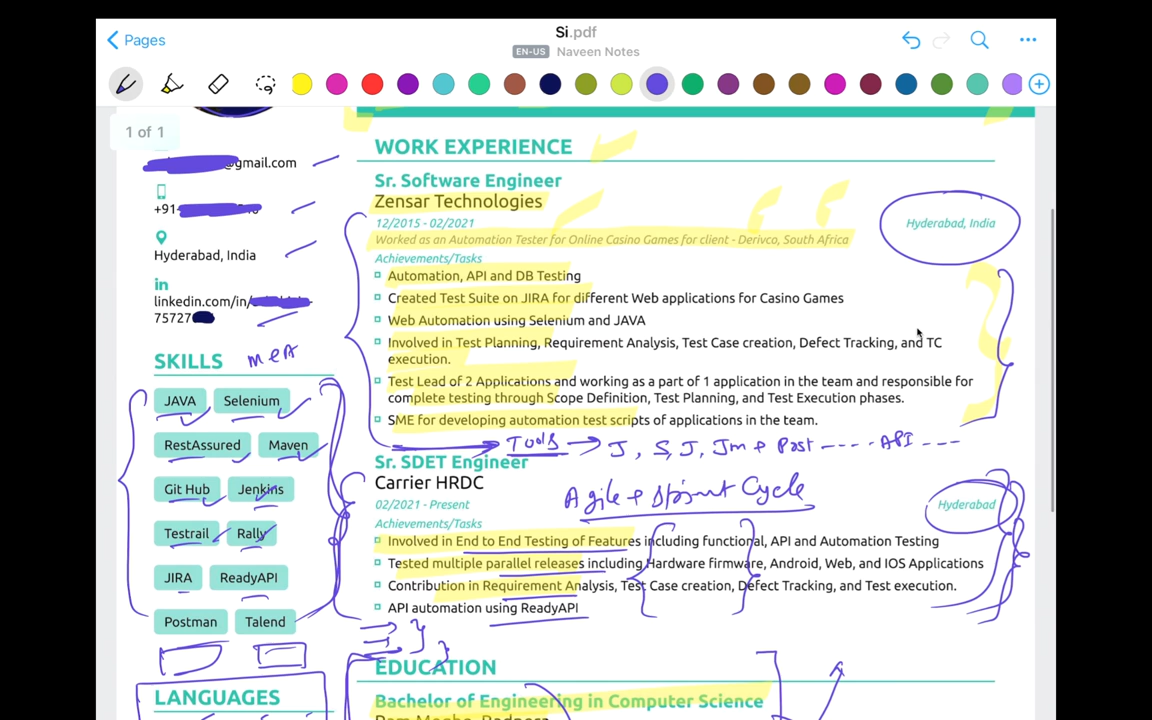 Pages
Si.pdf
EN-US Naveen Notes
1 of 1
@gmail.com
+91-
Hyderabad, India
linkedin.com/in/
75727
SKILLS
JAVA Selenium
RestAssured Maven
Git Hub Jenkins
Testrail Rally
JIRA ReadyAPI
Postman Talend
LANGUAGES
WORK EXPERIENCE
Sr. Software Engineer
Zensar Technologies
12/2015 - 02/2021
Hyderabad, India
Worked as an Automation Tester for Online Casino Games for client - Derivco, South Africa
Achievements/Tasks
Automation, API and DB Testing
Created Test Suite on JIRA for different Web applications for Casino Games
Web Automation using Selenium and JAVA
Involved in Test Planning, Requirement Analysis, Test Case creation, Defect Tracking, and TC
execution.
Test Lead of 2 Applications and working as a part of 1 application in the team and responsible for
complete testing through Scope Definition, Test Planning, and Test Execution phases.
SME for developing automation test scripts of applications in the team.
Tools → J, S, J, Jm + Post ---- API ---
Sr. SDET Engineer
Carrier HRDC
Agile + Sprint Cycle
02/2021 - Present
Hyderabad
Achievements/Tasks
Involved in End to End Testing of Features including functional, API and Automation Testing
Tested multiple parallel releases including Hardware firmware, Android, Web, and IOS Applications
Contribution in Requirement Analysis, Test Case creation, Defect Tracking, and Test execution.
API automation using ReadyAPI
EDUCATION
Bachelor of Engineering in Computer Science